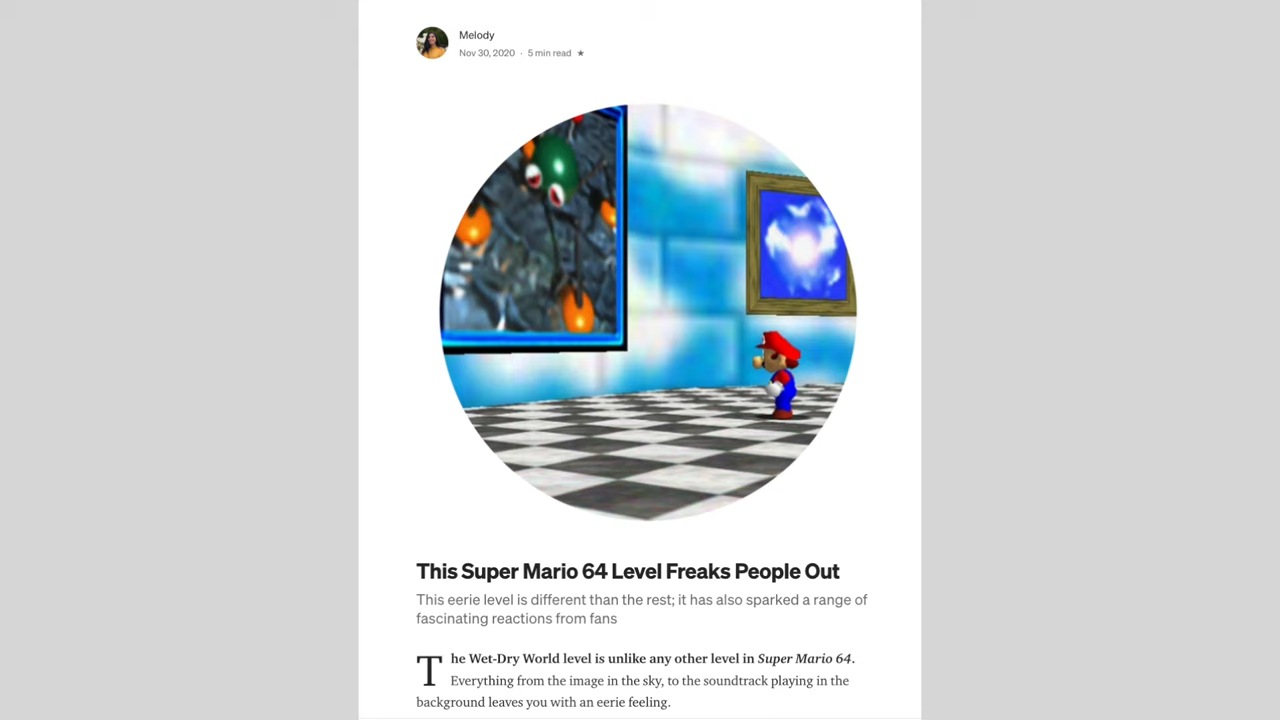 Melody
Nov 30, 2020 · 5 min read ★
This Super Mario 64 Level Freaks People Out
This eerie level is different than the rest; it has also sparked a range of
fascinating reactions from fans
The Wet-Dry World level is unlike any other level in Super Mario 64.
Everything from the image in the sky, to the soundtrack playing in the
background leaves you with an eerie feeling.